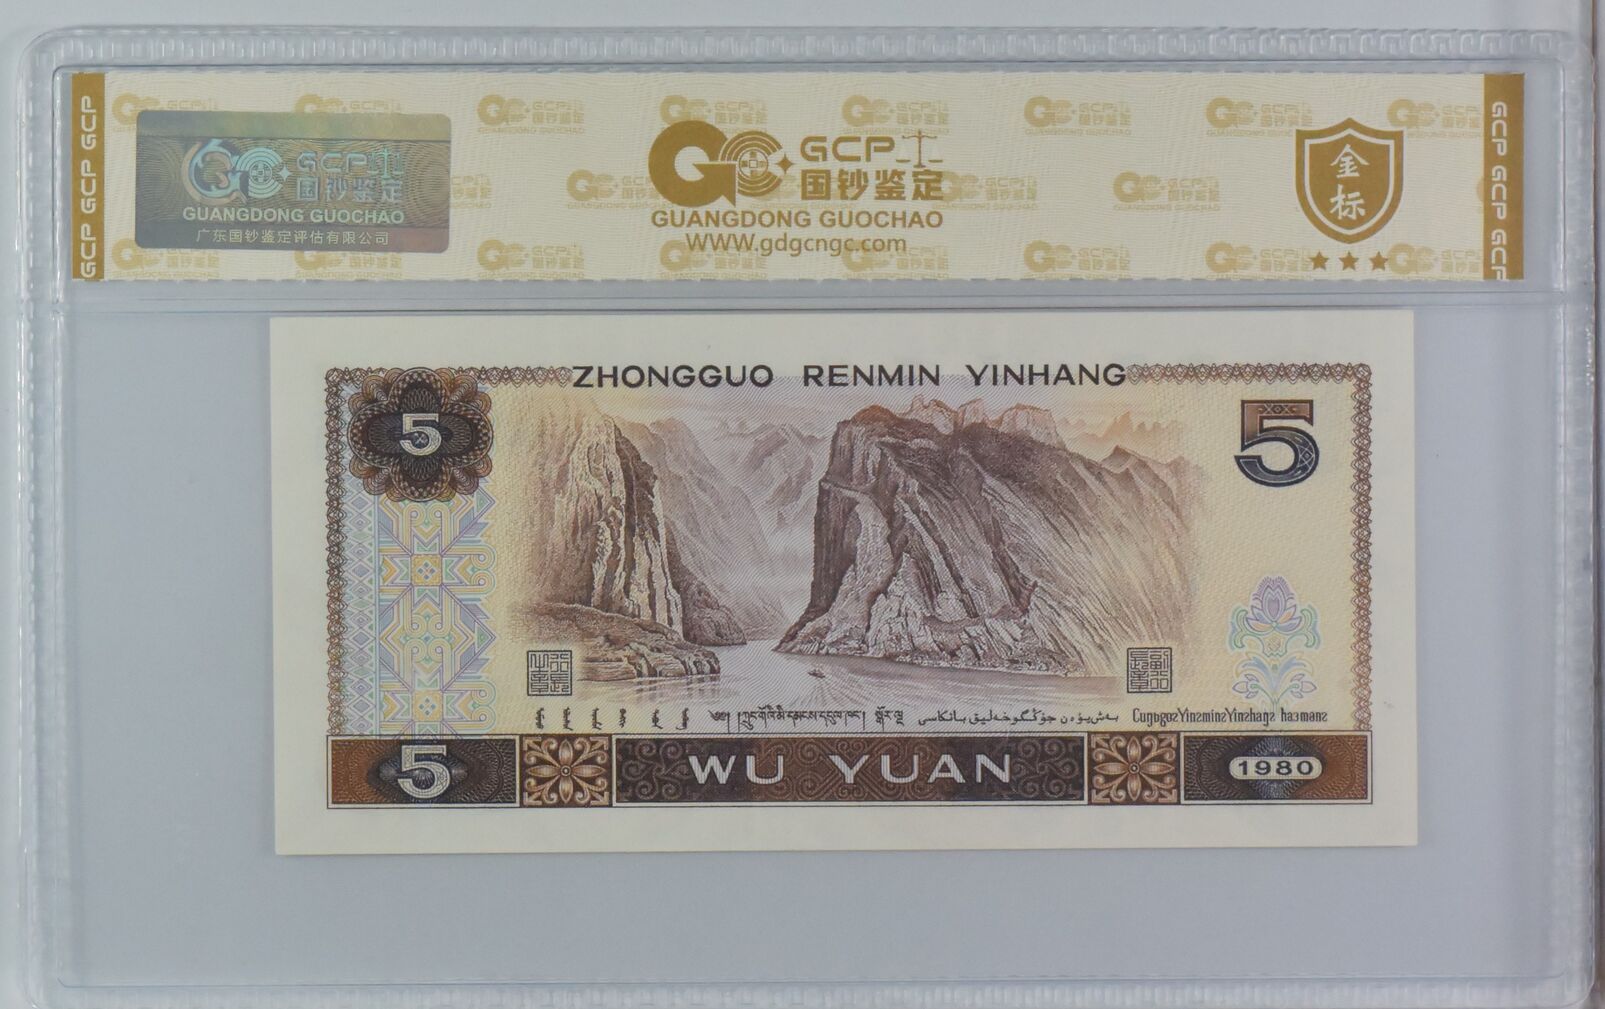 GCP GCP GCP
GCP 国钞鉴定
GUANGDONG GUOCHAO
广东国钞鉴定评估有限公司
GCP
国钞鉴定
GUANGDONG GUOCHAO
WWW.gdgcngc.com
金标
GCP GCP GCP
ZHONGGUO RENMIN YINHANG
5
5
WU YUAN
5
1980